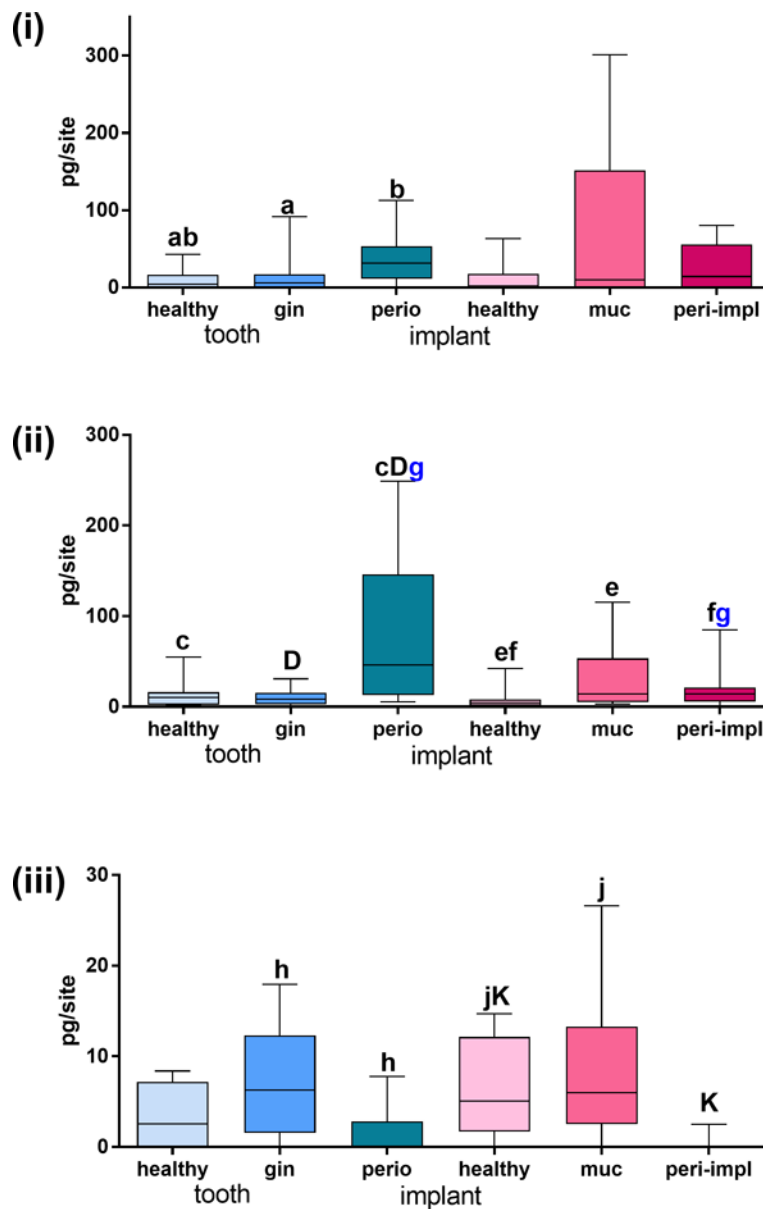 (i)
300
200
100
0
pg/site
ab
a
b
healthy gin perio healthy muc peri-impl
tooth implant
(ii)
300
200
100
0
pg/site
cDg
c
D
ef
e
fg
healthy gin perio healthy muc peri-impl
tooth implant
(iii)
30
20
10
0
pg/site
h
h
jK
j
K
healthy gin perio healthy muc peri-impl
tooth implant